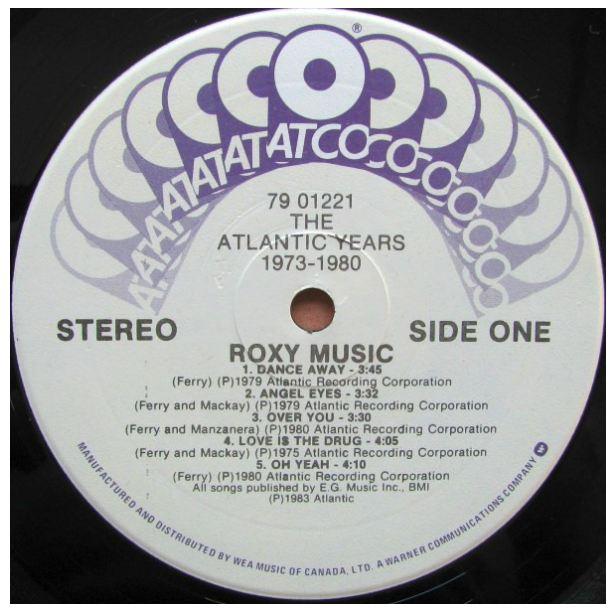 ®
ATATATATATATCOCOCOCOCOCO
79 01221
THE
ATLANTIC YEARS
1973-1980
STEREO
SIDE ONE
ROXY MUSIC
1. DANCE AWAY - 3:45
(Ferry) (P)1979 Atlantic Recording Corporation
2. ANGEL EYES - 3:32
(Ferry and Mackay) (P)1979 Atlantic Recording Corporation
3. OVER YOU - 3:30
(Ferry and Manzanera) (P)1980 Atlantic Recording Corporation
4. LOVE IS THE DRUG - 4:05
(Ferry and Mackay) (P)1975 Atlantic Recording Corporation
5. OH YEAH - 4:10
(Ferry) (P)1980 Atlantic Recording Corporation
All songs published by E.G. Music Inc., BMI
(P)1983 Atlantic
MANUFACTURED AND DISTRIBUTED BY WEA MUSIC OF CANADA, LTD. A WARNER COMMUNICATIONS COMPANY